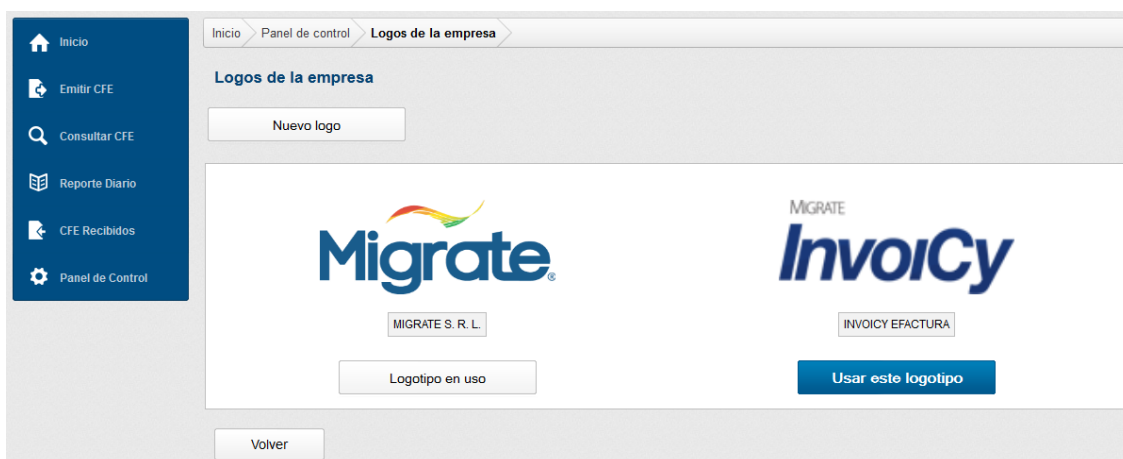 Inicio
Emitir CFE
Consultar CFE
Reporte Diario
CFE Recibidos
Panel de Control
Inicio Panel de control Logos de la empresa
Logos de la empresa
Nuevo logo
Migrate®
MIGRATE S. R. L.
Logotipo en uso
MIGRATE
InvoiCy
INVOICY EFACTURA
Usar este logotipo
Volver